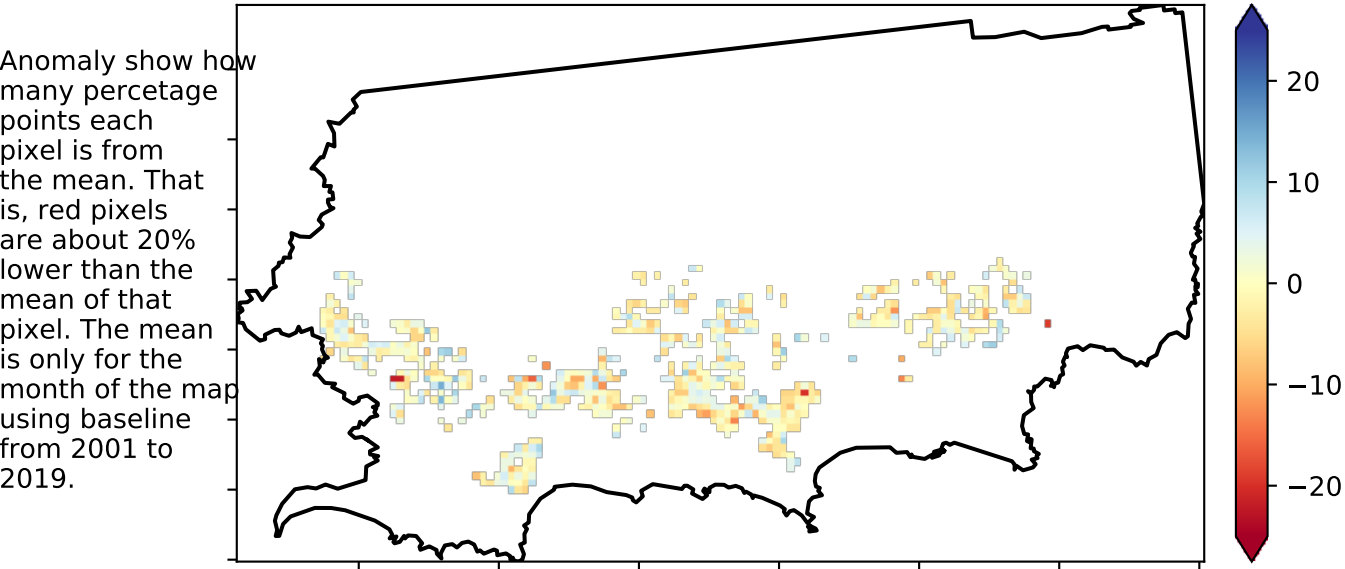 Anomaly show how
many percetage
points each
pixel is from
the mean. That
is, red pixels
are about 20%
lower than the
mean of that
pixel. The mean
is only for the
month of the map
using baseline
from 2001 to
2019.
20
10
0
−10
−20